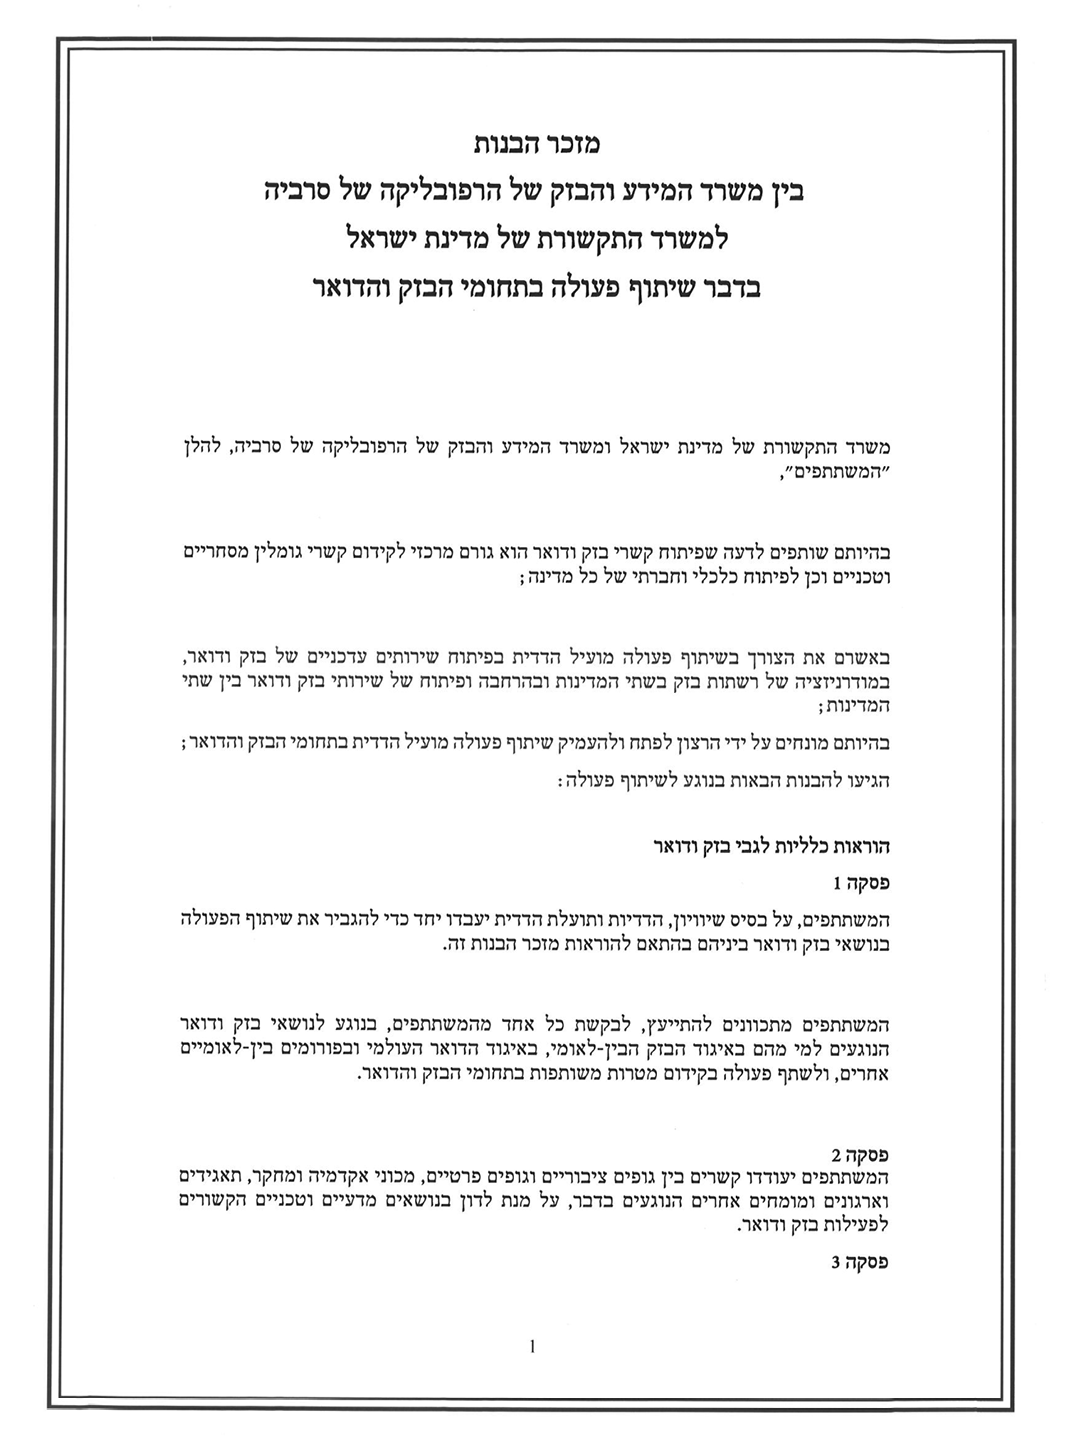 מזכר הבנות
בין משרד המידע והבזק של הרפובליקה של סרביה
למשרד התקשורת של מדינת ישראל
בדבר שיתוף פעולה בתחומי הבזק והדואר
משרד התקשורת של מדינת ישראל ומשרד המידע והבזק של הרפובליקה של סרביה, להלן
"המשתתפים",
בהיותם שותפים לדעה שפיתוח קשרי בזק ודואר הוא גורם מרכזי לקידום קשרי גומלין מסחריים
וטכניים וכן לפיתוח כלכלי וחברתי של כל מדינה;
באשרם את הצורך בשיתוף פעולה מועיל הדדית בפיתוח שירותים עדכניים של בזק ודואר,
במודרניזציה של רשתות בזק בשתי המדינות ובהרחבה ופיתוח של שירותי בזק ודואר בין שתי
המדינות;
בהיותם מונחים על ידי הרצון לפתח ולהעמיק שיתוף פעולה מועיל הדדית בתחומי הבזק והדואר;
הגיעו להבנות הבאות בנוגע לשיתוף פעולה:
הוראות כלליות לגבי בזק ודואר
פסקה 1
המשתתפים, על בסיס שיוויון, הדדיות ותועלת הדדית יעבדו יחד כדי להגביר את שיתוף הפעולה
בנושאי בזק ודואר ביניהם בהתאם להוראות מזכר הבנות זה.
המשתתפים מתכוונים להתייעץ, לבקשת כל אחד מהמשתתפים, בנוגע לנושאי בזק ודואר
הנוגעים למי מהם באיגוד הבזק הבין-לאומי, באיגוד הדואר העולמי ובפורומים בין-לאומיים
אחרים, ולשתף פעולה בקידום מטרות משותפות בתחומי הבזק והדואר.
פסקה 2
המשתתפים יעודדו קשרים בין גופים ציבוריים וגופים פרטיים, מכוני אקדמיה ומחקר, תאגידים
וארגונים ומומחים אחרים הנוגעים בדבר, על מנת לדון בנושאים מדעיים וטכניים הקשורים
לפעילות בזק ודואר.
פסקה 3
1